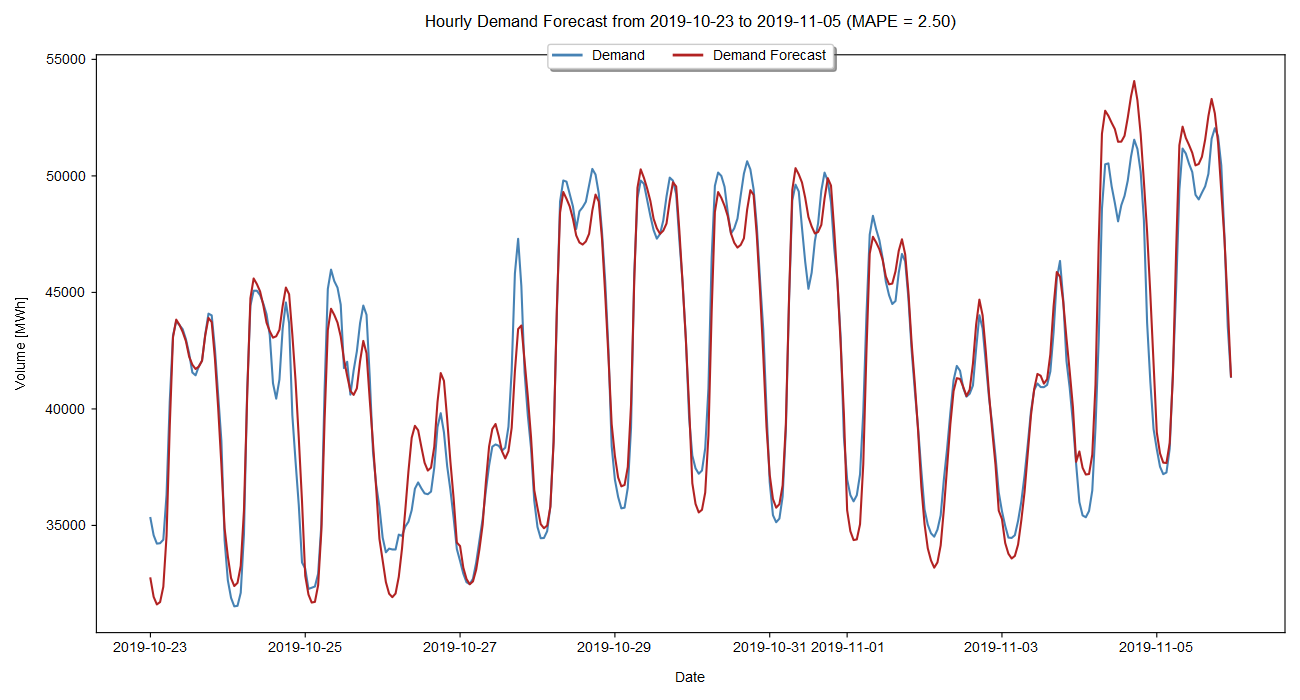 Hourly Demand Forecast from 2019-10-23 to 2019-11-05 (MAPE = 2.50)
Demand Demand Forecast
55000
50000
45000
40000
35000
Volume [MWh]
2019-10-23 2019-10-25 2019-10-27 2019-10-29 2019-10-31 2019-11-01 2019-11-03 2019-11-05
Date